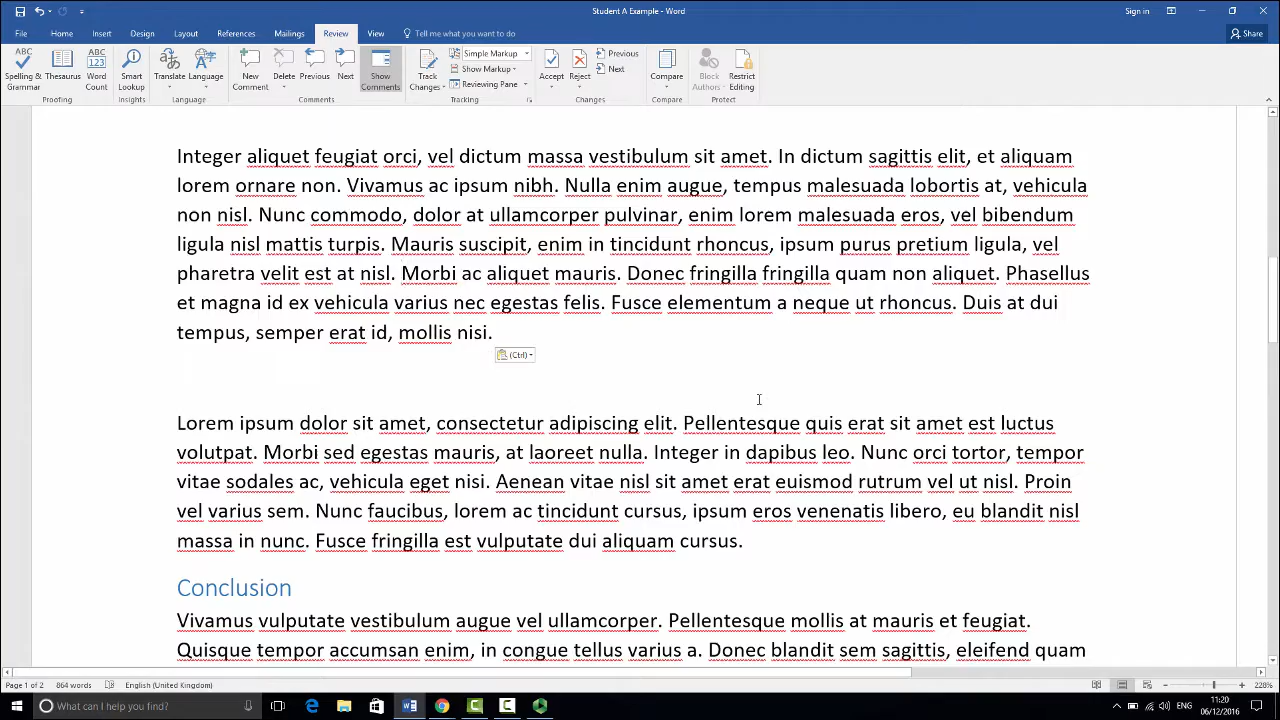 Student A Example - Word
Sign in
File Home Insert Design Layout References Mailings Review View Tell me what you want to do Share
Spelling & Grammar
Thesaurus
Word Count
Smart Lookup
Translate
Language
New Comment
Delete
Previous
Next
Show Comments
Track Changes
Simple Markup
Show Markup
Reviewing Pane
Accept
Reject
Previous
Next
Compare
Block Authors
Restrict Editing
Proofing
Insights
Language
Comments
Tracking
Changes
Compare
Protect
Integer aliquet feugiat orci, vel dictum massa vestibulum sit amet. In dictum sagittis elit, et aliquam
lorem ornare non. Vivamus ac ipsum nibh. Nulla enim augue, tempus malesuada lobortis at, vehicula
non nisl. Nunc commodo, dolor at ullamcorper pulvinar, enim lorem malesuada eros, vel bibendum
ligula nisl mattis turpis. Mauris suscipit, enim in tincidunt rhoncus, ipsum purus pretium ligula, vel
pharetra velit est at nisl. Morbi ac aliquet mauris. Donec fringilla fringilla quam non aliquet. Phasellus
et magna id ex vehicula varius nec egestas felis. Fusce elementum a neque ut rhoncus. Duis at dui
tempus, semper erat id, mollis nisi.
(Ctrl)
Lorem ipsum dolor sit amet, consectetur adipiscing elit. Pellentesque quis erat sit amet est luctus
volutpat. Morbi sed egestas mauris, at laoreet nulla. Integer in dapibus leo. Nunc orci tortor, tempor
vitae sodales ac, vehicula eget nisi. Aenean vitae nisl sit amet erat euismod rutrum vel ut nisl. Proin
vel varius sem. Nunc faucibus, lorem ac tincidunt cursus, ipsum eros venenatis libero, eu blandit nisl
massa in nunc. Fusce fringilla est vulputate dui aliquam cursus.
Conclusion
Vivamus vulputate vestibulum augue vel ullamcorper. Pellentesque mollis at mauris et feugiat.
Quisque tempor accumsan enim, in congue tellus varius a. Donec blandit sem sagittis, eleifend quam
Page 1 of 2 864 words English (United Kingdom) 228%
What can I help you find?
11:20
06/12/2016